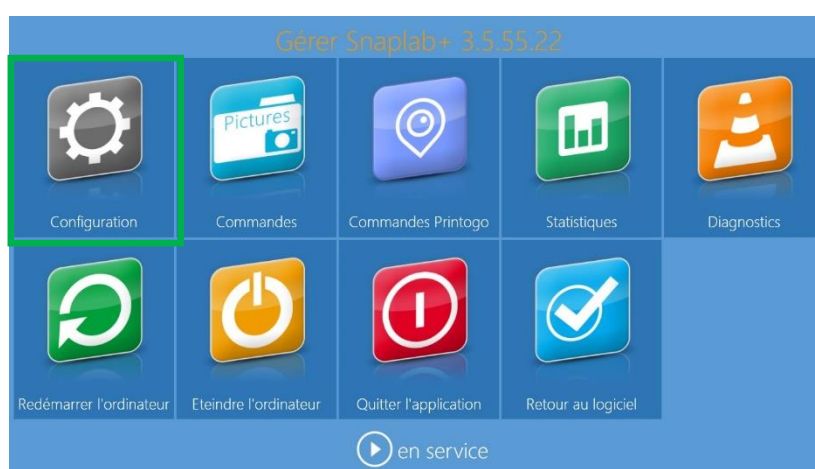 Gérer Snaplab+ 3.5.55.22
Pictures
Configuration
Commandes
Commandes Printogo
Statistiques
Diagnostics
Redémarrer l'ordinateur
Eteindre l'ordinateur
Quitter l'application
Retour au logiciel
en service